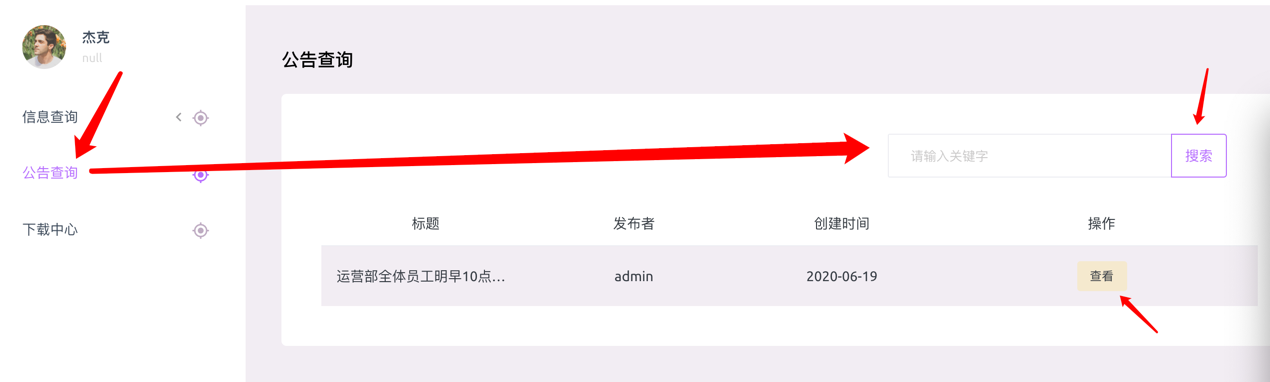 杰克
null
信息查询
公告查询
下载中心
公告查询
请输入关键字
搜索
标题 发布者 创建时间 操作
运营部全体员工明早10点... admin 2020-06-19 查看